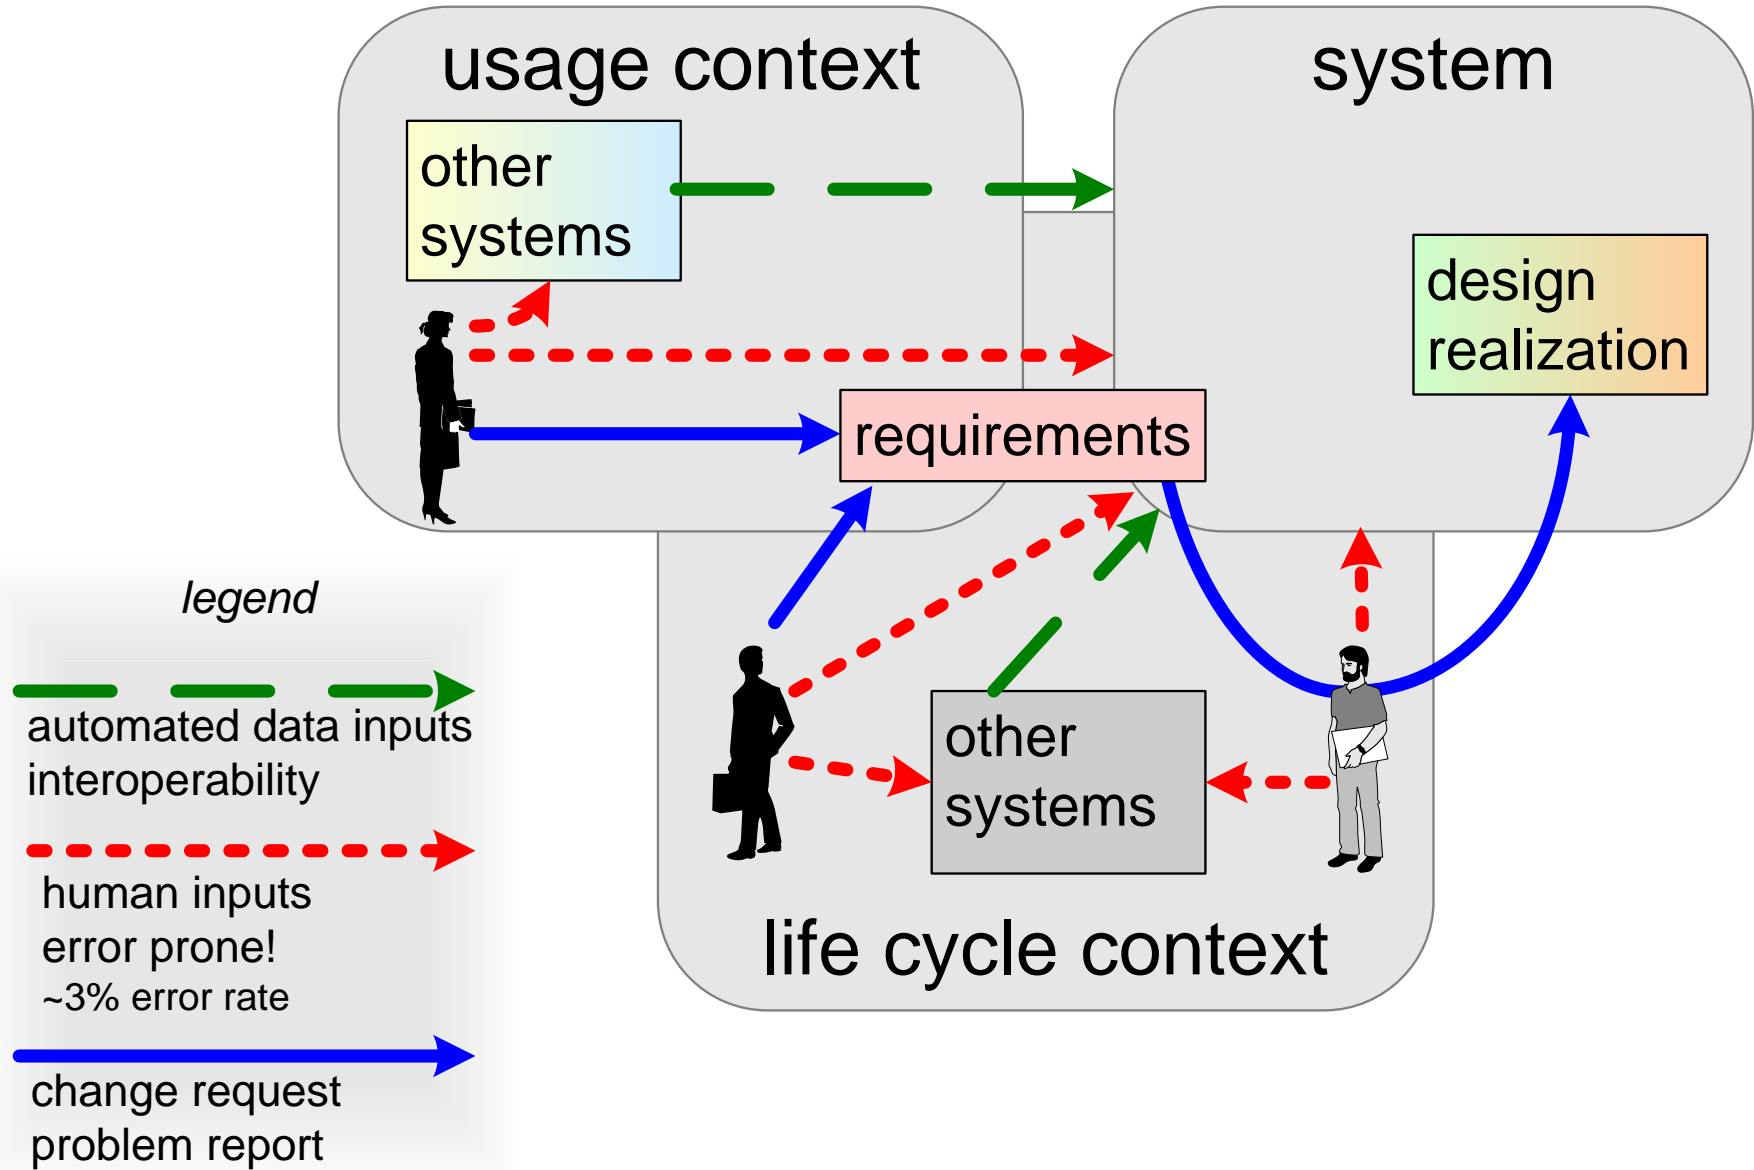 usage context
system
other
systems
design
realization
requirements
legend
automated data inputs
interoperability
human inputs
error prone!
~3% error rate
change request
problem report
other
systems
life cycle context